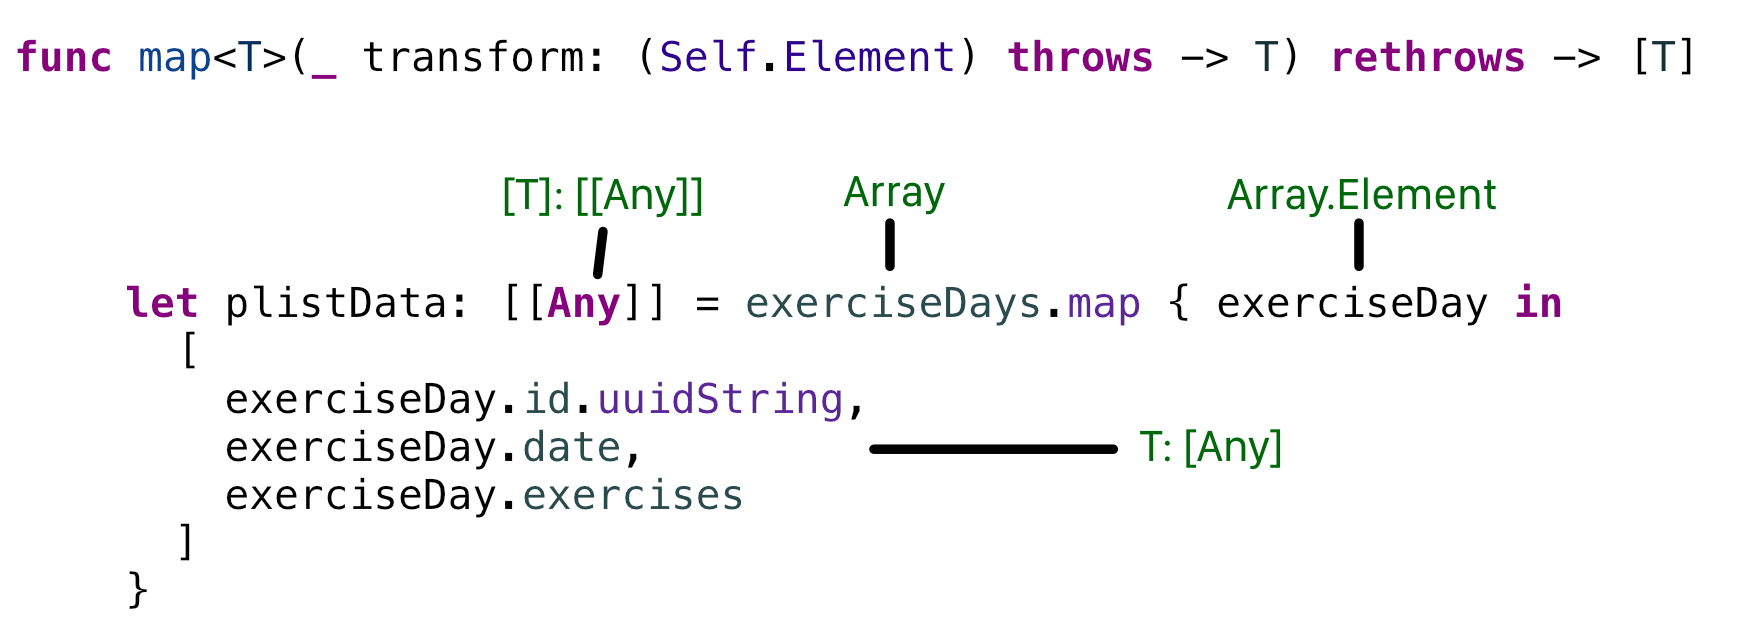 func map<T>(_ transform: (Self.Element) throws -> T) rethrows -> [T]
[T]: [[Any]] Array Array.Element
let plistData: [[Any]] = exerciseDays.map { exerciseDay in
[
exerciseDay.id.uuidString,
exerciseDay.date, T: [Any]
exerciseDay.exercises
]
}